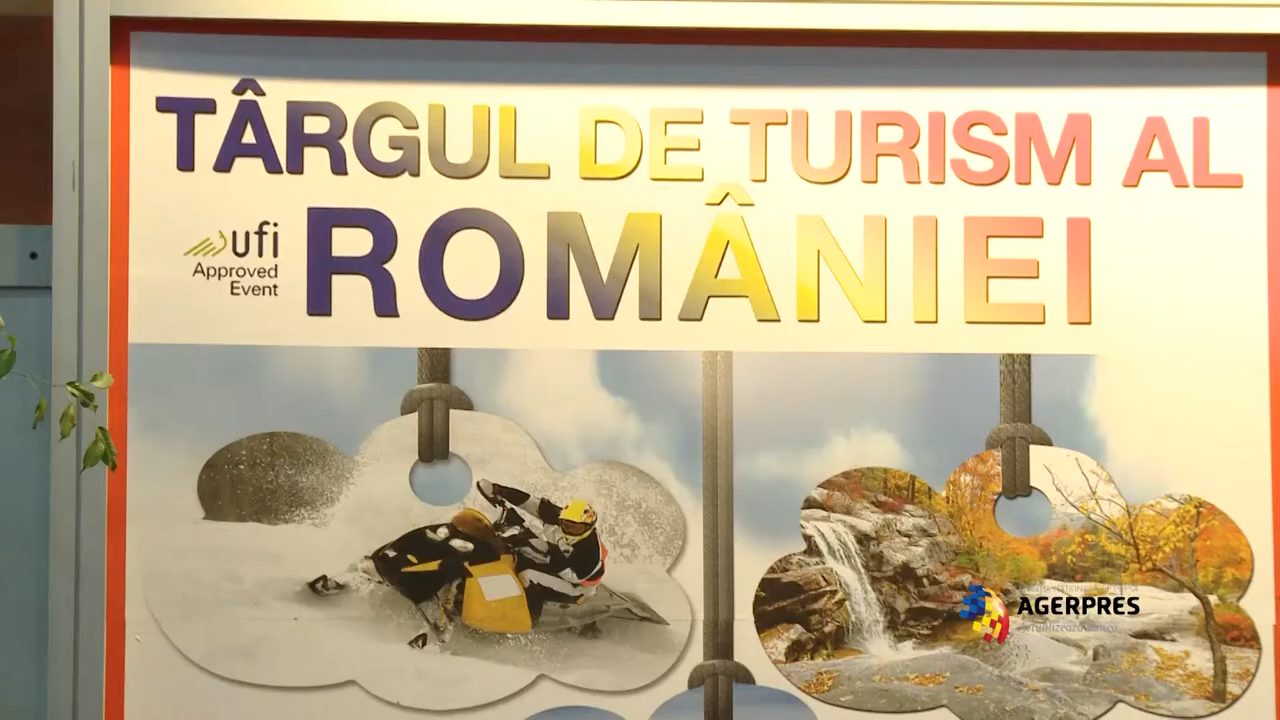 TÂRGUL DE TURISM AL
ROMÂNIEI
ufi
Approved
Event
AGERPRES